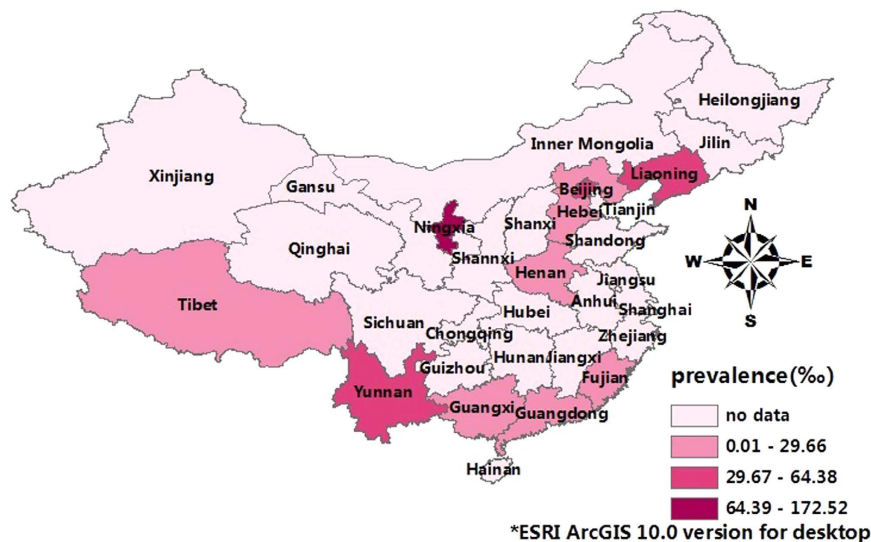 Heilongjiang
Jilin
Inner Mongolia
Liaoning
Xinjiang
Gansu
Beijing
Hebei
Tianjin
Ningxia
Shanxi
Shandong
Qinghai
Shannxi
Henan
Jiangsu
Anhui
Shanghai
Tibet
Hubei
Sichuan
Chongqing
Zhejiang
Hunan
Jiangxi
Guizhou
Fujian
Yunnan
Guangxi
Guangdong
Hainan
N
W
E
S
prevalence(‰)
no data
0.01 - 29.66
29.67 - 64.38
64.39 - 172.52
*ESRI ArcGIS 10.0 version for desktop